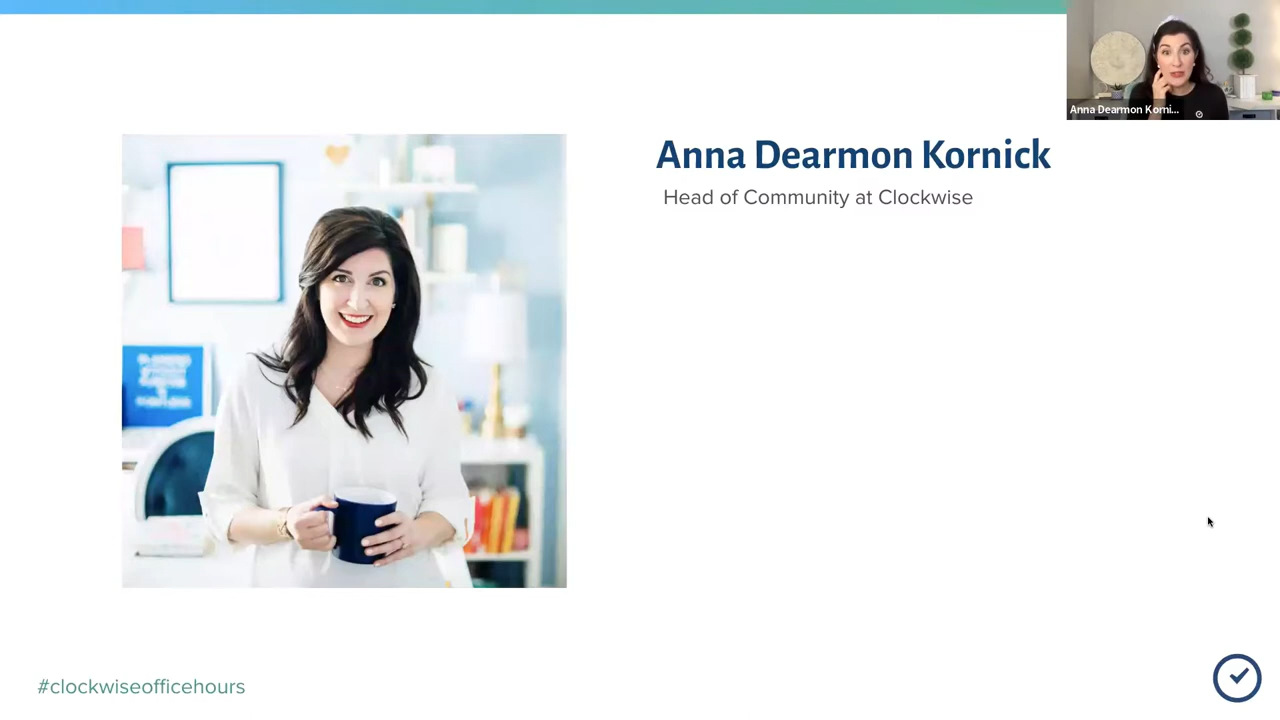 Anna Dearmon Korni...
Anna Dearmon Kornick
Head of Community at Clockwise
#clockwiseofficehours